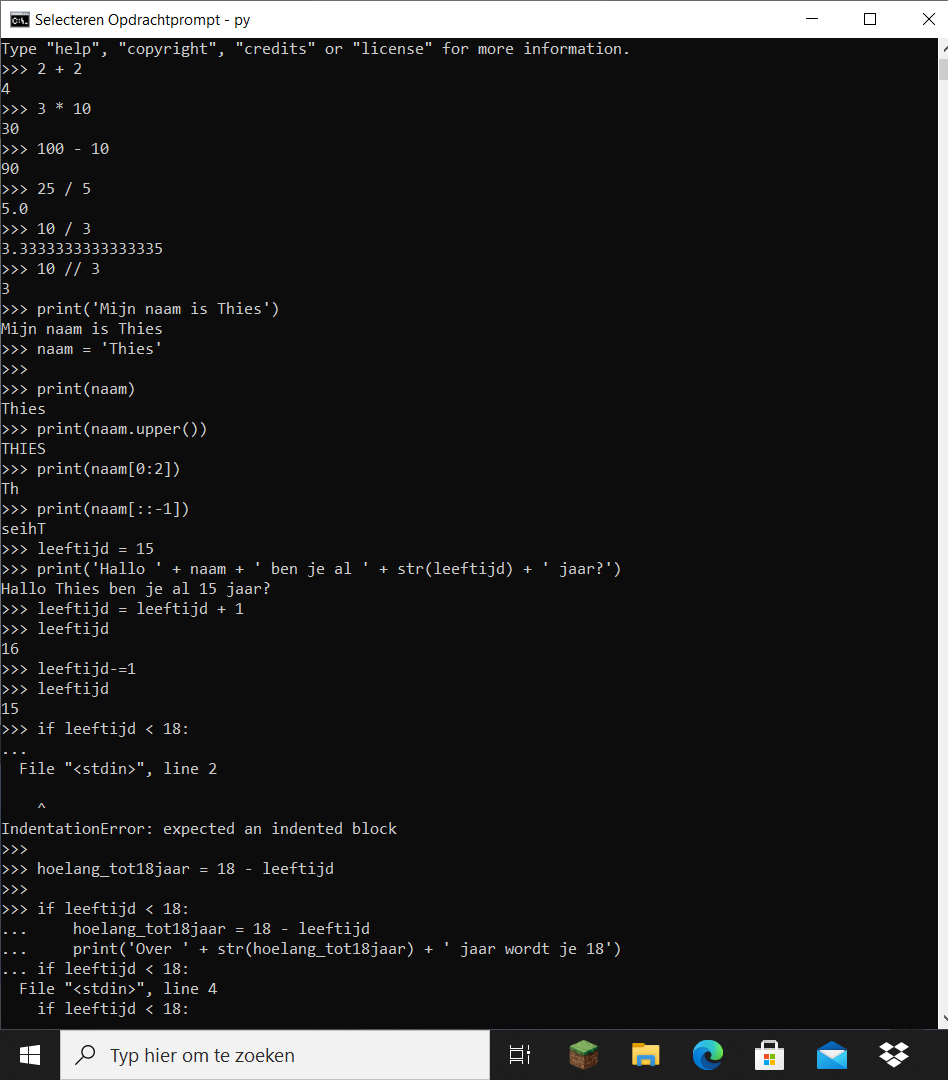 Selecteren Opdrachtprompt - py
Type "help", "copyright", "credits" or "license" for more information.
>>> 2 + 2
4
>>> 3 * 10
30
>>> 100 - 10
90
>>> 25 / 5
5.0
>>> 10 / 3
3.3333333333333335
>>> 10 // 3
3
>>> print('Mijn naam is Thies')
Mijn naam is Thies
>>> naam = 'Thies'
>>>
>>> print(naam)
Thies
>>> print(naam.upper())
THIES
>>> print(naam[0:2])
Th
>>> print(naam[::-1])
seihT
>>> leeftijd = 15
>>> print('Hallo ' + naam + ' ben je al ' + str(leeftijd) + ' jaar?')
Hallo Thies ben je al 15 jaar?
>>> leeftijd = leeftijd + 1
>>> leeftijd
16
>>> leeftijd-=1
>>> leeftijd
15
>>> if leeftijd < 18:
...
  File "<stdin>", line 2
    ^
IndentationError: expected an indented block
>>>
>>> hoelang_tot18jaar = 18 - leeftijd
>>>
>>> if leeftijd < 18:
...     hoelang_tot18jaar = 18 - leeftijd
...     print('Over ' + str(hoelang_tot18jaar) + ' jaar wordt je 18')
... if leeftijd < 18:
  File "<stdin>", line 4
    if leeftijd < 18:
Typ hier om te zoeken